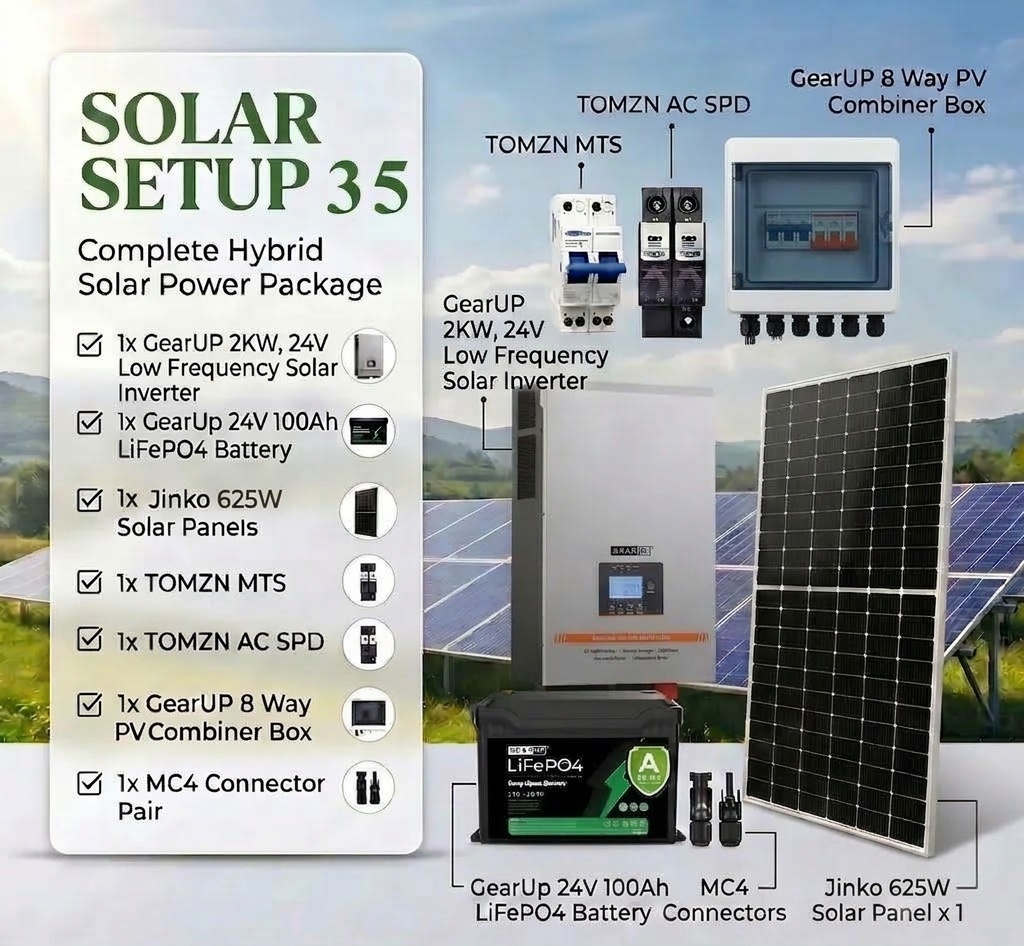 SOLAR
SETUP 35
Complete Hybrid
Solar Power Package
1x GearUP 2KW, 24V
Low Frequency Solar
Inverter
1x GearUp 24V 100Ah
LiFePO4 Battery
1x Jinko 625W
Solar Panels
1x TOMZN MTS
1x TOMZN AC SPD
1x GearUP 8 Way
PV Combiner Box
1x MC4 Connector
Pair
GearUP 8 Way PV
Combiner Box
TOMZN AC SPD
TOMZN MTS
GearUP
2KW, 24V
Low Frequency
Solar Inverter
LiFePO4
A
GearUp 24V 100Ah
LiFePO4 Battery
MC4
Connectors
Jinko 625W
Solar Panel x 1